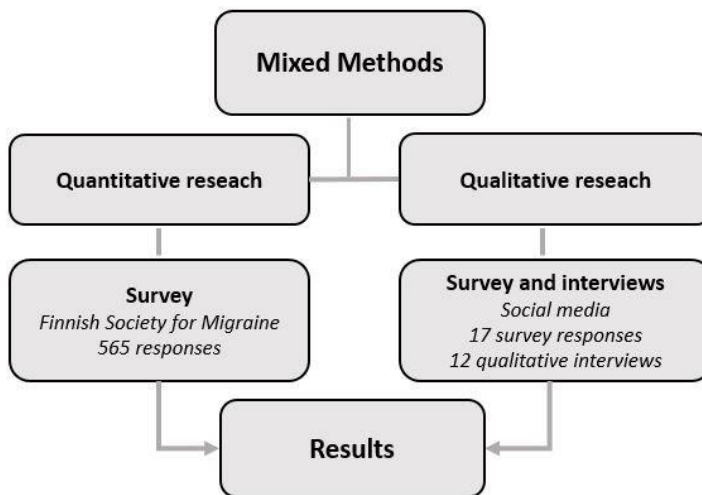 Mixed Methods
Quantitative reseach
Qualitative reseach
Survey
Finnish Society for Migraine
565 responses
Survey and interviews
Social media
17 survey responses
12 qualitative interviews
Results